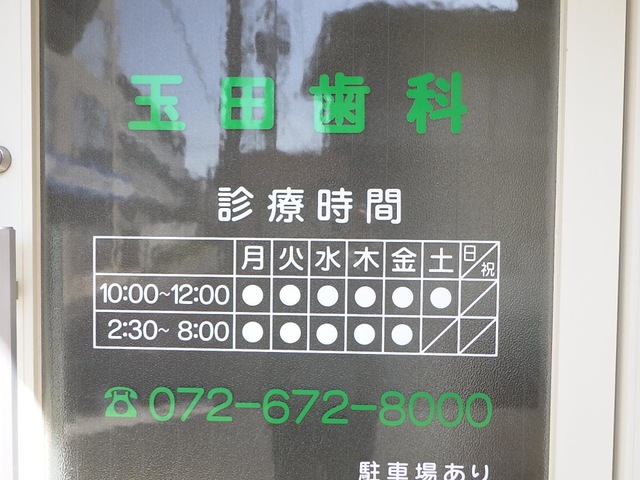 玉田歯科
診療時間
月 火 水 木 金 土 日/祝
10:00~12:00 ● ● ● ● ● ● /
2:30~ 8:00 ● ● ● ● ● / /
☎072-672-8000
駐車場あり